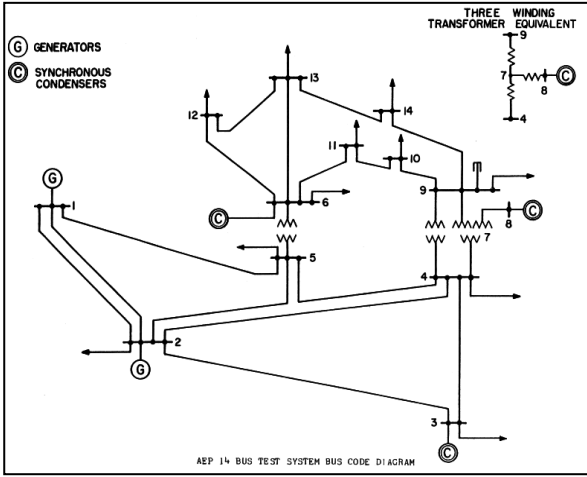 THREE WINDING
TRANSFORMER EQUIVALENT
G GENERATORS
C SYNCHRONOUS
CONDENSERS
9
7
C
8
4
13
12
14
11
10
G
1
6
9
C
C
8
7
5
4
2
G
3
C
AEP 14 BUS TEST SYSTEM BUS CODE DIAGRAM